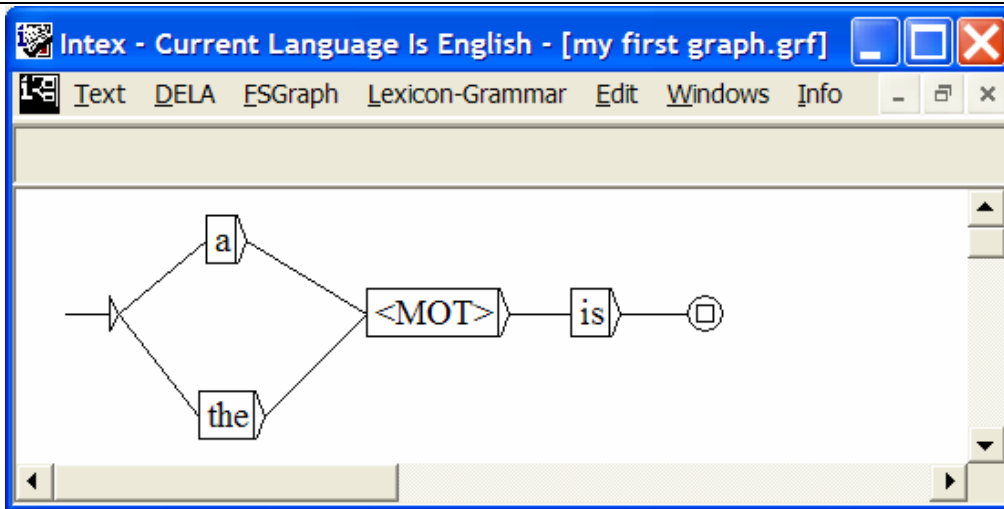 Intex - Current Language Is English - [my first graph.grf]
Text DELA FSGraph Lexicon-Grammar Edit Windows Info
a
<MOT> is
the